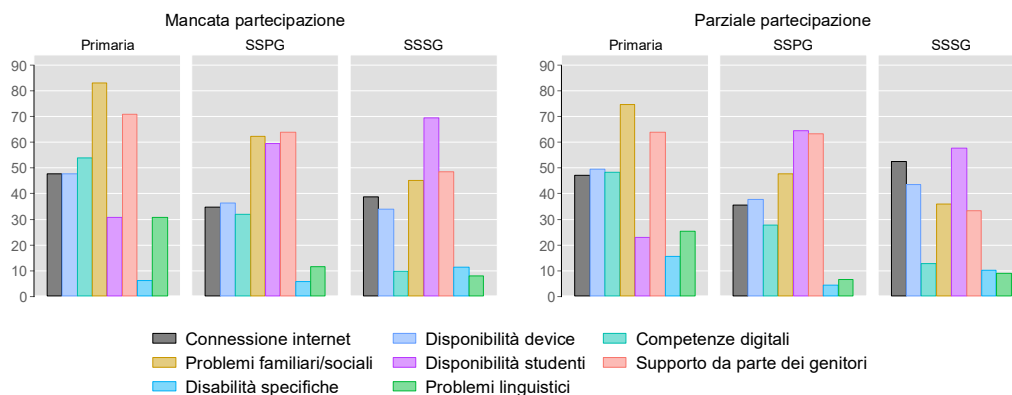 Mancata partecipazione
Parziale partecipazione
Primaria SSPG SSSG
Primaria SSPG SSSG
90
80
70
60
50
40
30
20
10
0
90
80
70
60
50
40
30
20
10
0
Connessione internet Disponibilità device Competenze digitali
Problemi familiari/sociali Disponibilità studenti Supporto da parte dei genitori
Disabilità specifiche Problemi linguistici